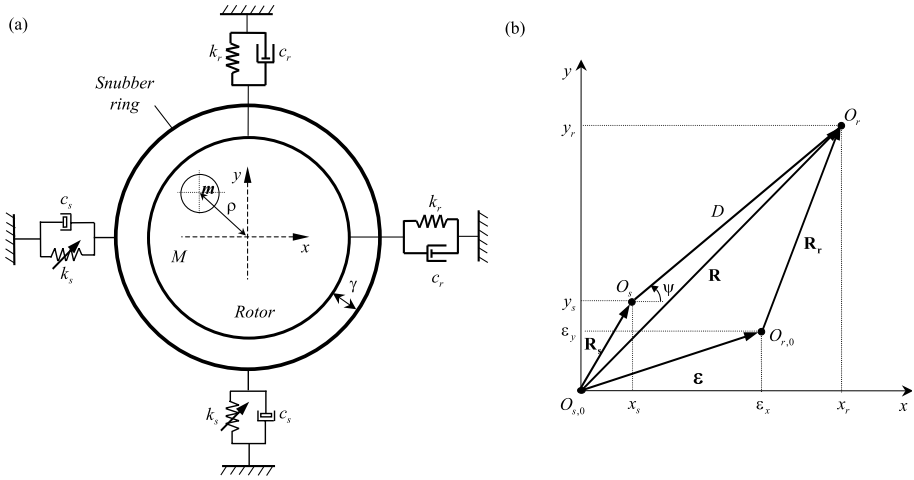 (a)
k_r
c_r
Snubber
ring
m
y
ρ
x
c_s
k_s
M
k_r
c_r
γ
Rotor
k_s
c_s
(b)
y
O_r
y_r
D
R_r
R
O_s
ψ
y_s
ε_y
R_s
O_{r,0}
ε
O_{s,0}
x_s
ε_x
x_r
x